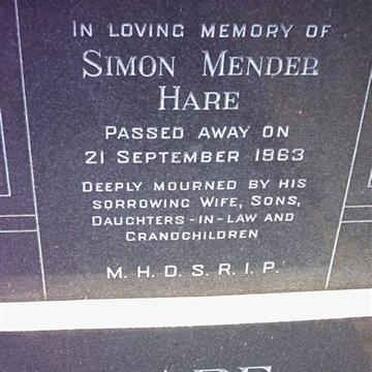 In loving memory of
Simon Mender
Hare
Passed away on
21 September 1963
Deeply mourned by his
sorrowing Wife, Sons,
Daughters-in-law and
Grandchildren
M. H. D. S. R. I. P.